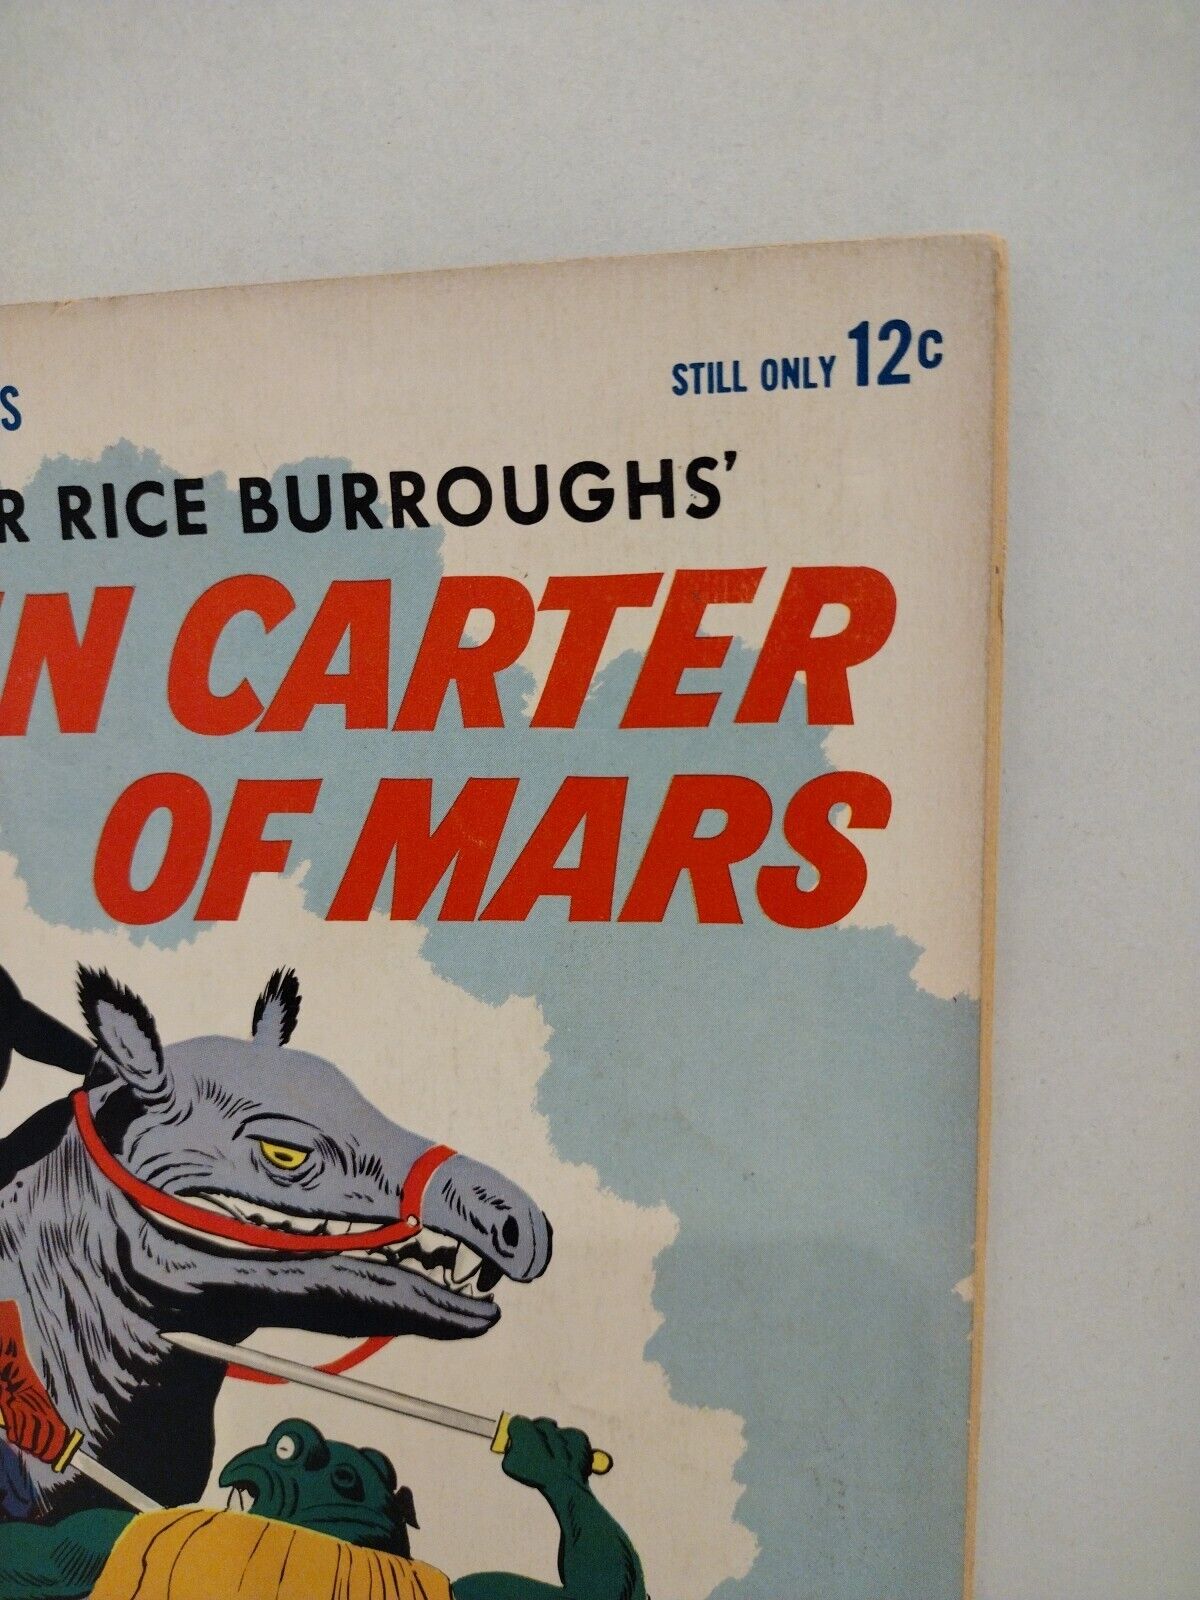 STILL ONLY 12c
S
R RICE BURROUGHS'
N CARTER
OF MARS